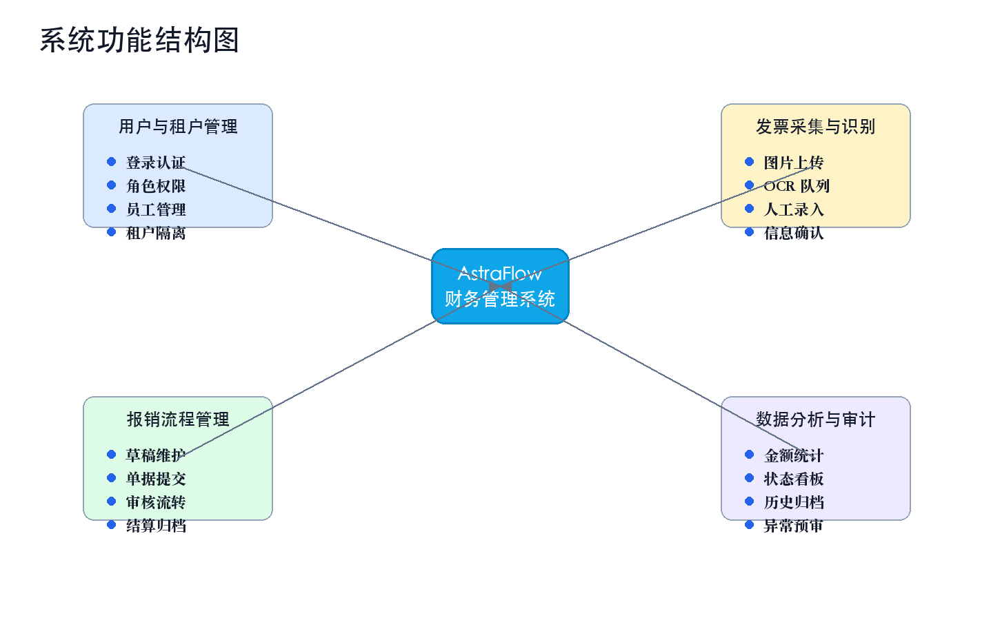 系统功能结构图
用户与租户管理
登录认证
角色权限
员工管理
租户隔离
发票采集与识别
图片上传
OCR 队列
人工录入
信息确认
AstraFlow
财务管理系统
报销流程管理
草稿维护
单据提交
审核流转
结算归档
数据分析与审计
金额统计
状态看板
历史归档
异常预审